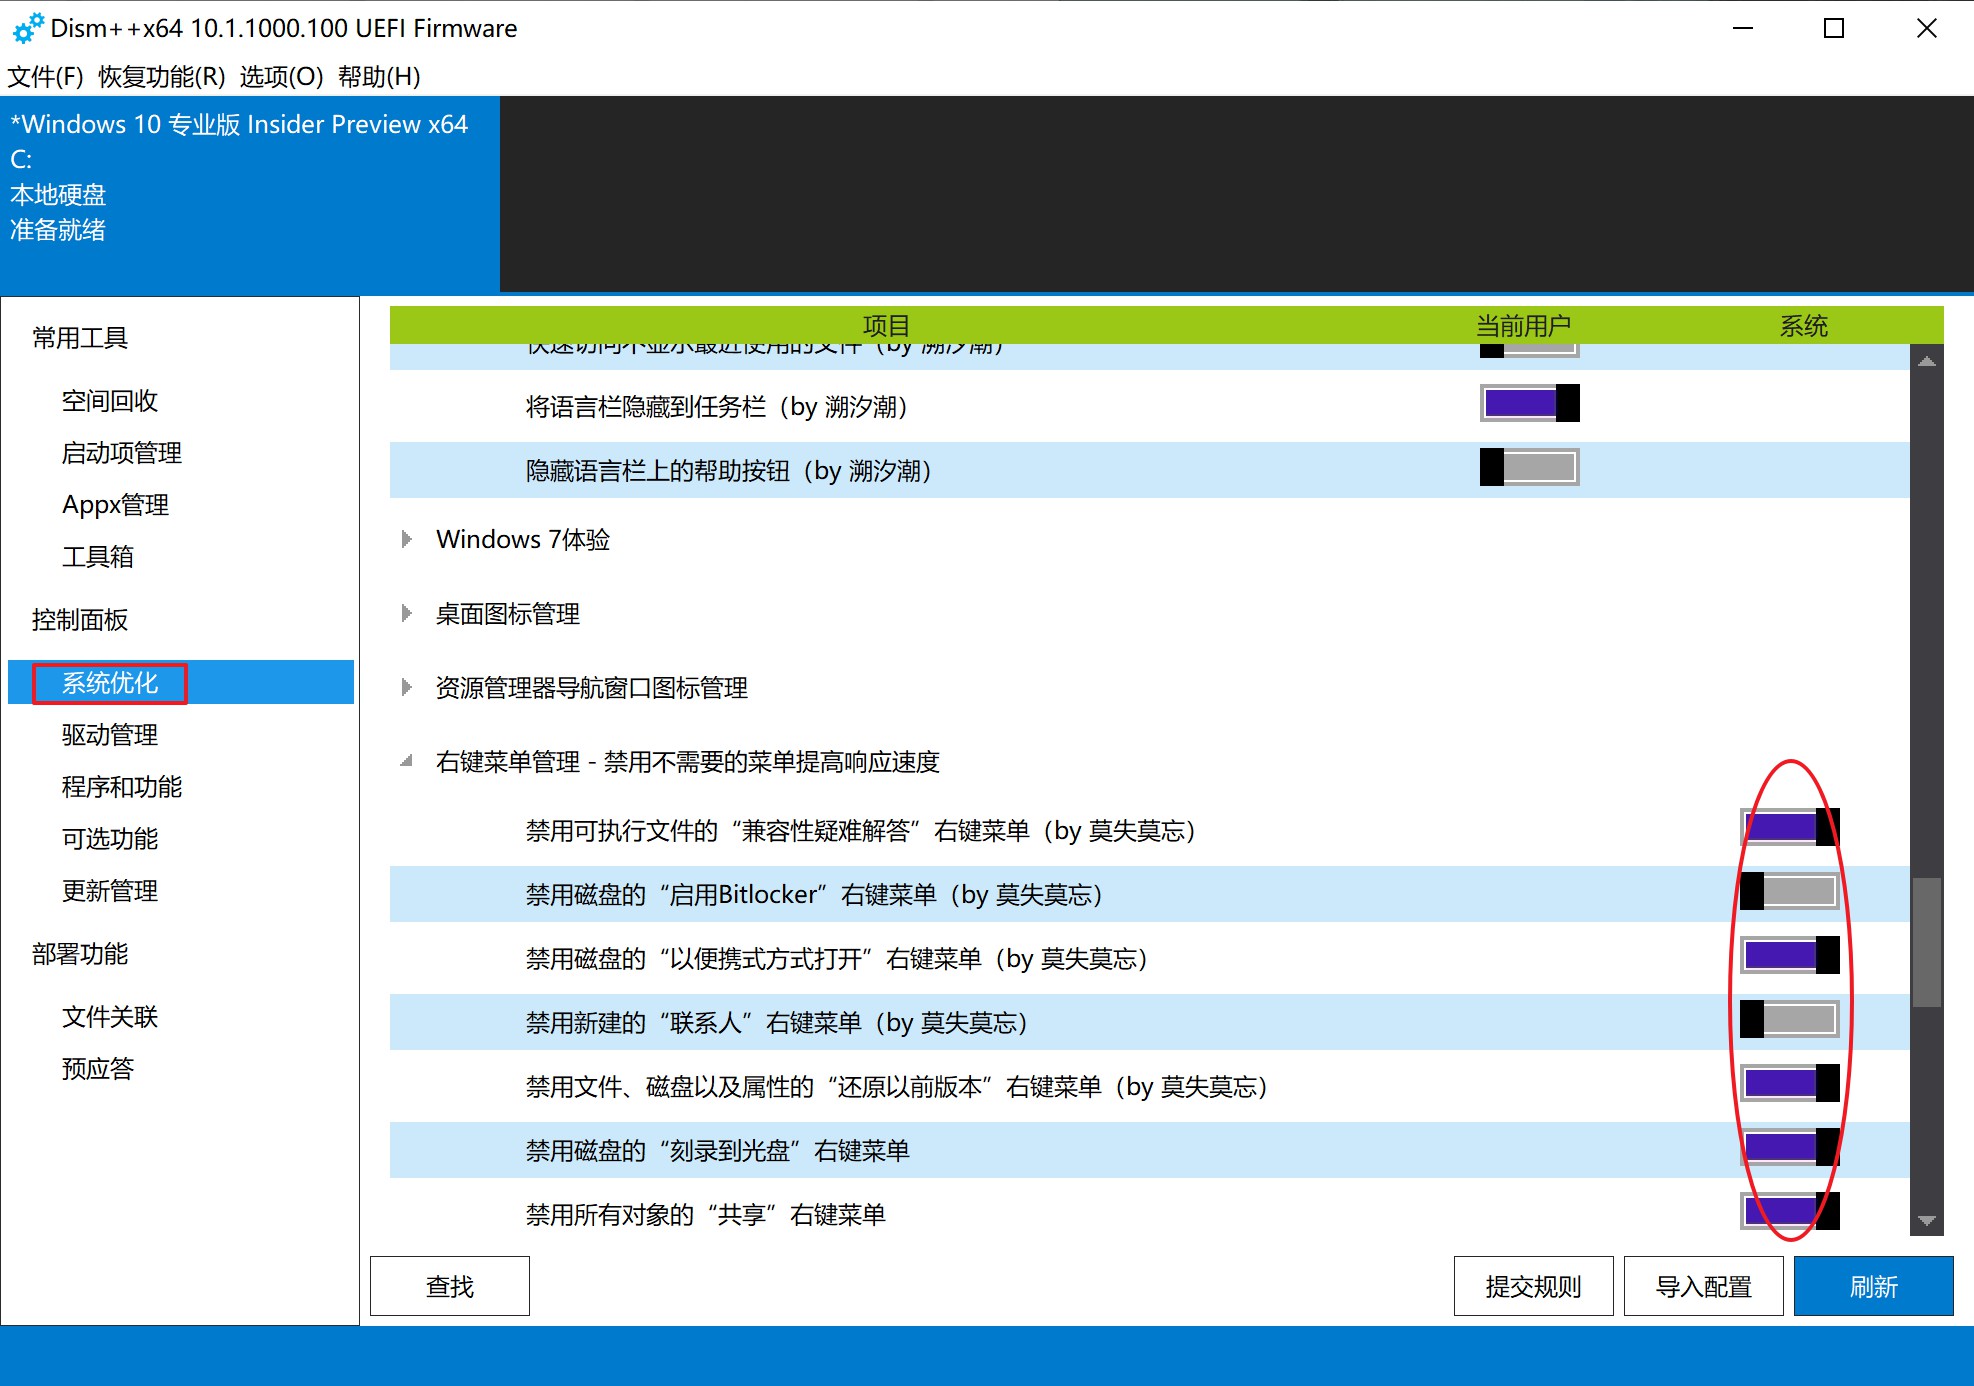 Dism++x64 10.1.1000.100 UEFI Firmware
文件(F) 恢复功能(R) 选项(O) 帮助(H)
*Windows 10 专业版 Insider Preview x64
C:
本地硬盘
准备就绪
常用工具
空间回收
启动项管理
Appx管理
工具箱
控制面板
系统优化
驱动管理
程序和功能
可选功能
更新管理
部署功能
文件关联
预应答
项目 当前用户 系统
快速访问不显示最近使用的文件（by 溯汐潮）
将语言栏隐藏到任务栏（by 溯汐潮）
隐藏语言栏上的帮助按钮（by 溯汐潮）
Windows 7体验
桌面图标管理
资源管理器导航窗口图标管理
右键菜单管理 - 禁用不需要的菜单提高响应速度
禁用可执行文件的“兼容性疑难解答”右键菜单（by 莫失莫忘）
禁用磁盘的“启用Bitlocker”右键菜单（by 莫失莫忘）
禁用磁盘的“以便携式方式打开”右键菜单（by 莫失莫忘）
禁用新建的“联系人”右键菜单（by 莫失莫忘）
禁用文件、磁盘以及属性的“还原以前版本”右键菜单（by 莫失莫忘）
禁用磁盘的“刻录到光盘”右键菜单
禁用所有对象的“共享”右键菜单
查找 提交规则 导入配置 刷新